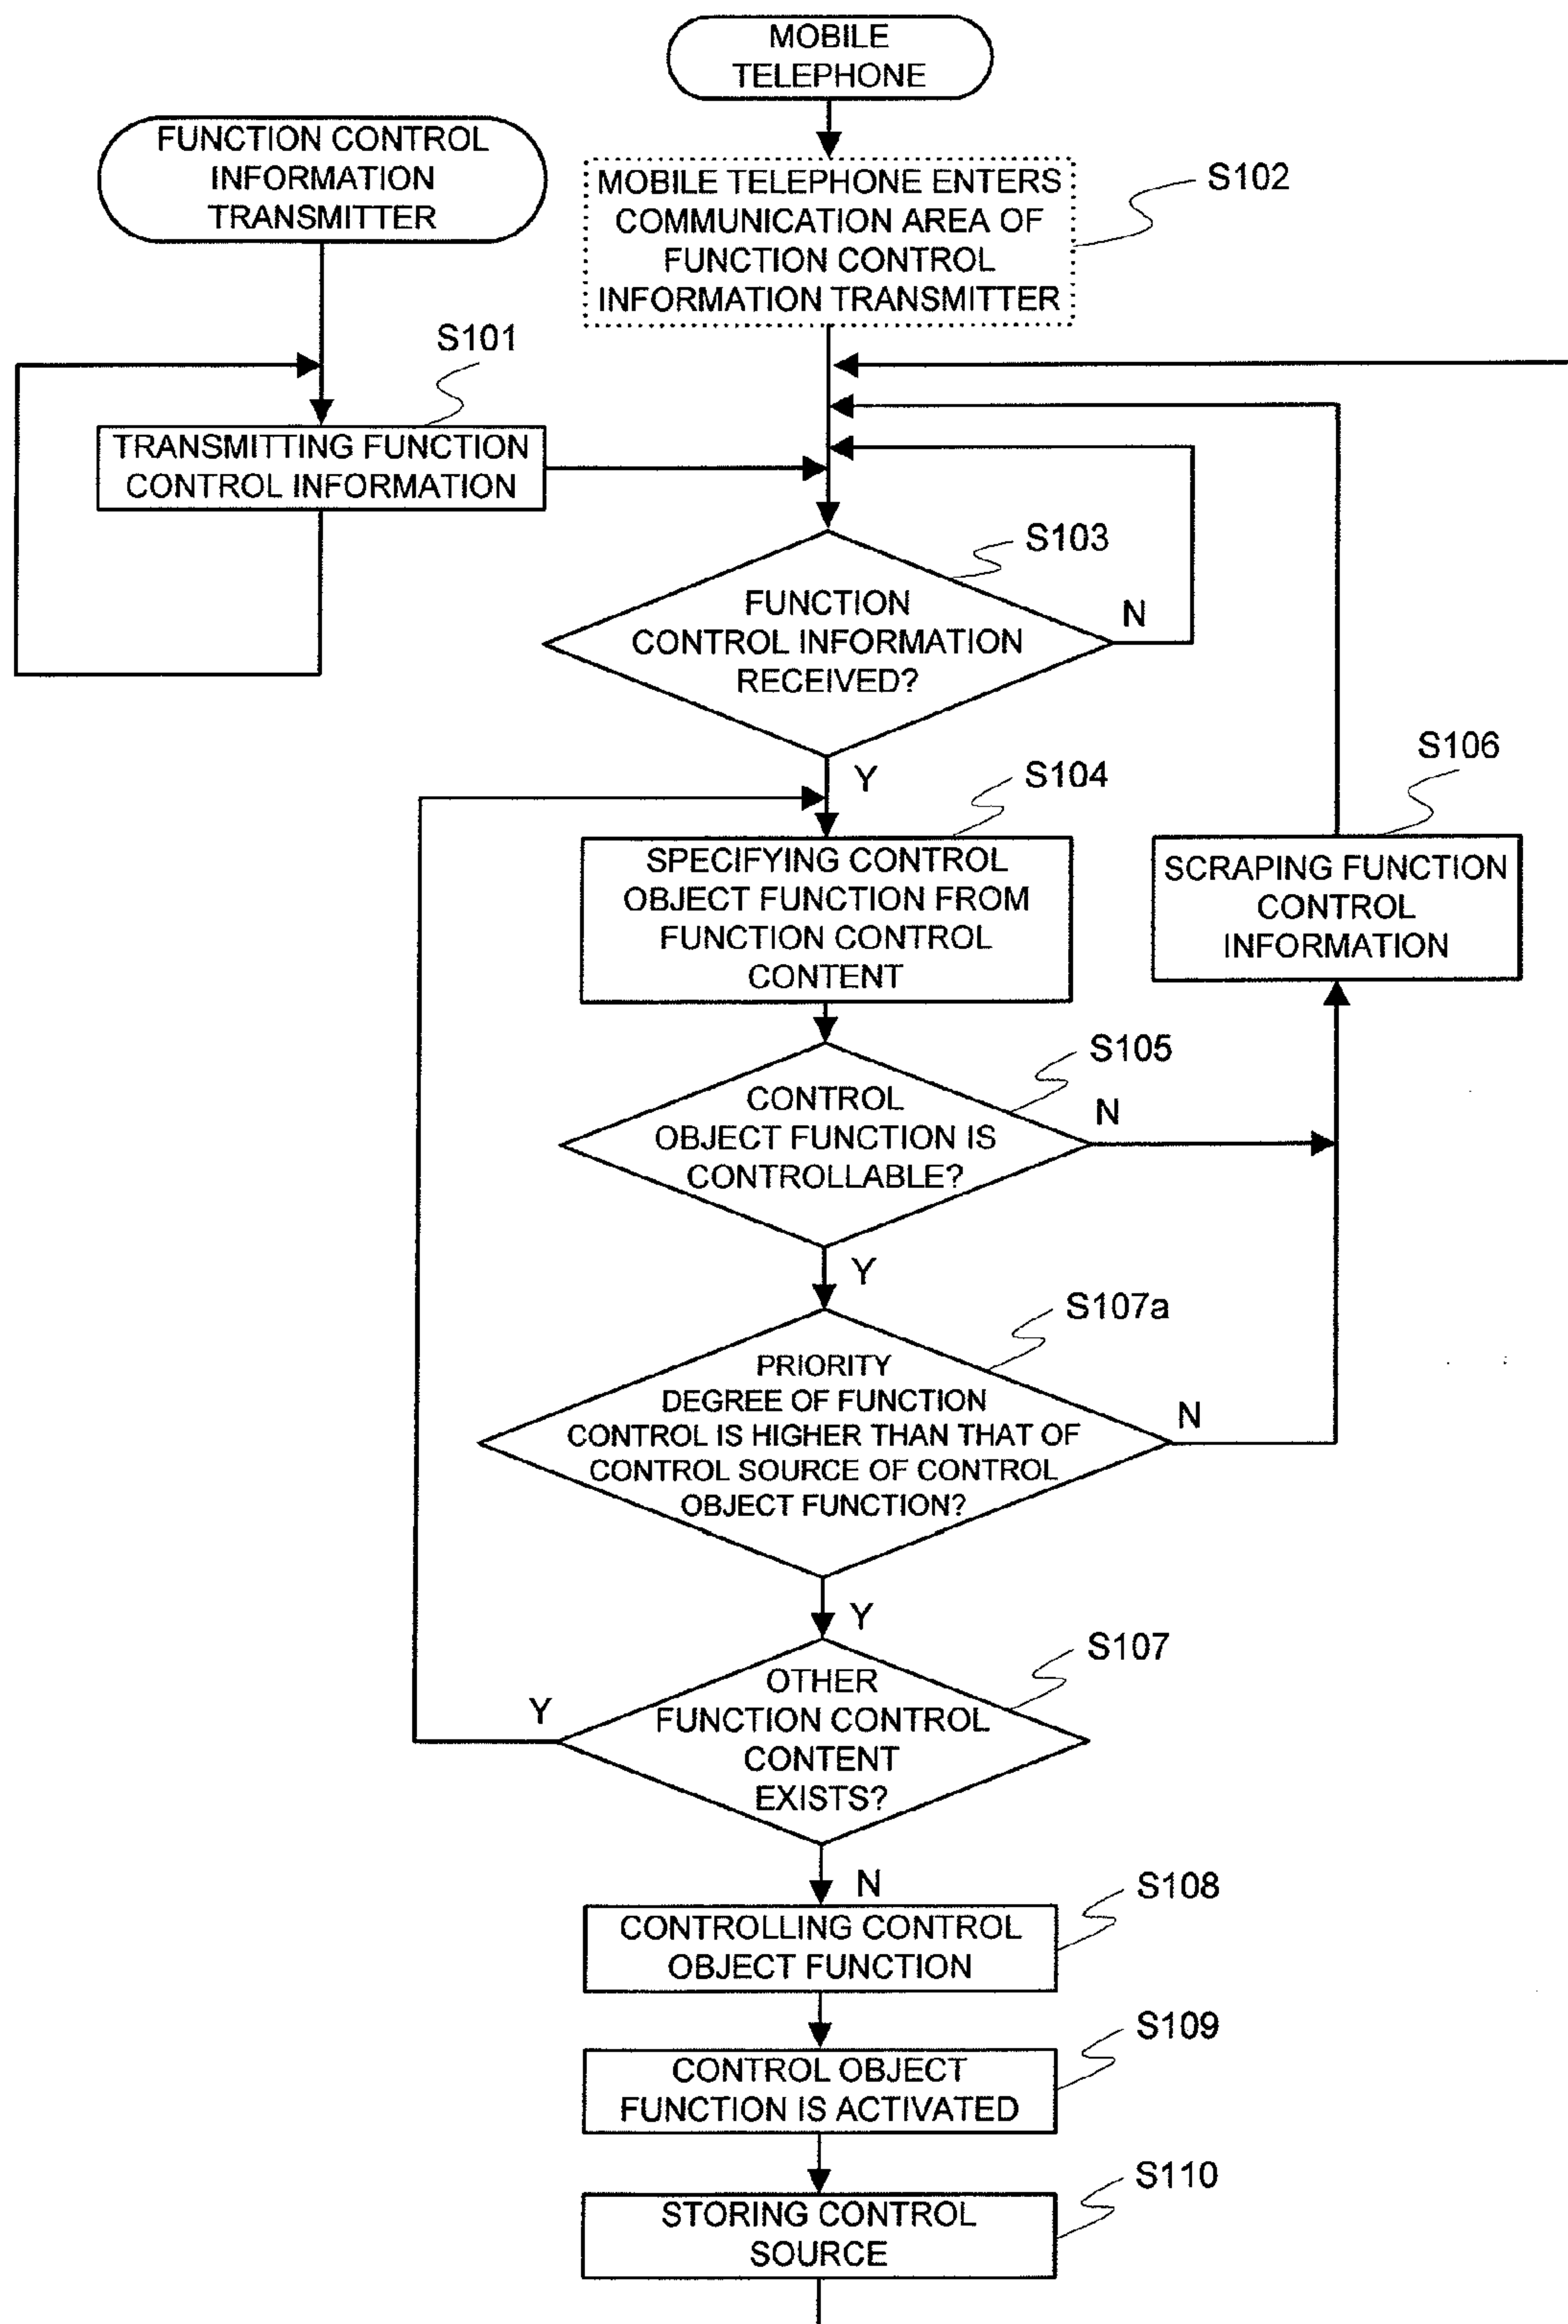 MOBILE
TELEPHONE
FUNCTION CONTROL
INFORMATION
TRANSMITTER
MOBILE TELEPHONE ENTERS
COMMUNICATION AREA OF
FUNCTION CONTROL
INFORMATION TRANSMITTER
S102
S101
TRANSMITTING FUNCTION
CONTROL INFORMATION
S103
FUNCTION
CONTROL INFORMATION
RECEIVED?
N
Y
S104
SPECIFYING CONTROL
OBJECT FUNCTION FROM
FUNCTION CONTROL
CONTENT
S106
SCRAPING FUNCTION
CONTROL
INFORMATION
S105
CONTROL
OBJECT FUNCTION IS
CONTROLLABLE?
N
Y
S107a
PRIORITY
DEGREE OF FUNCTION
CONTROL IS HIGHER THAN THAT OF
CONTROL SOURCE OF CONTROL
OBJECT FUNCTION?
N
Y
S107
OTHER
FUNCTION CONTROL
CONTENT
EXISTS?
Y
N
S108
CONTROLLING CONTROL
OBJECT FUNCTION
S109
CONTROL OBJECT
FUNCTION IS ACTIVATED
S110
STORING CONTROL
SOURCE